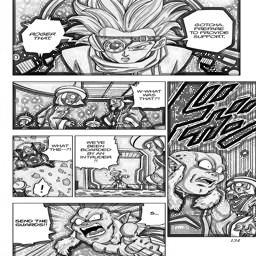 GOTCHA.
PREPARE
TO PROVIDE
SUPPORT.
ROGER
THAT.
W-WHAT
WAS
THAT?!
WHAT
THE--?!
WE'VE
BEEN
BOARDED
BY AN
INTRUDER
!!
S...
SEND THE
GUARDS!!
134